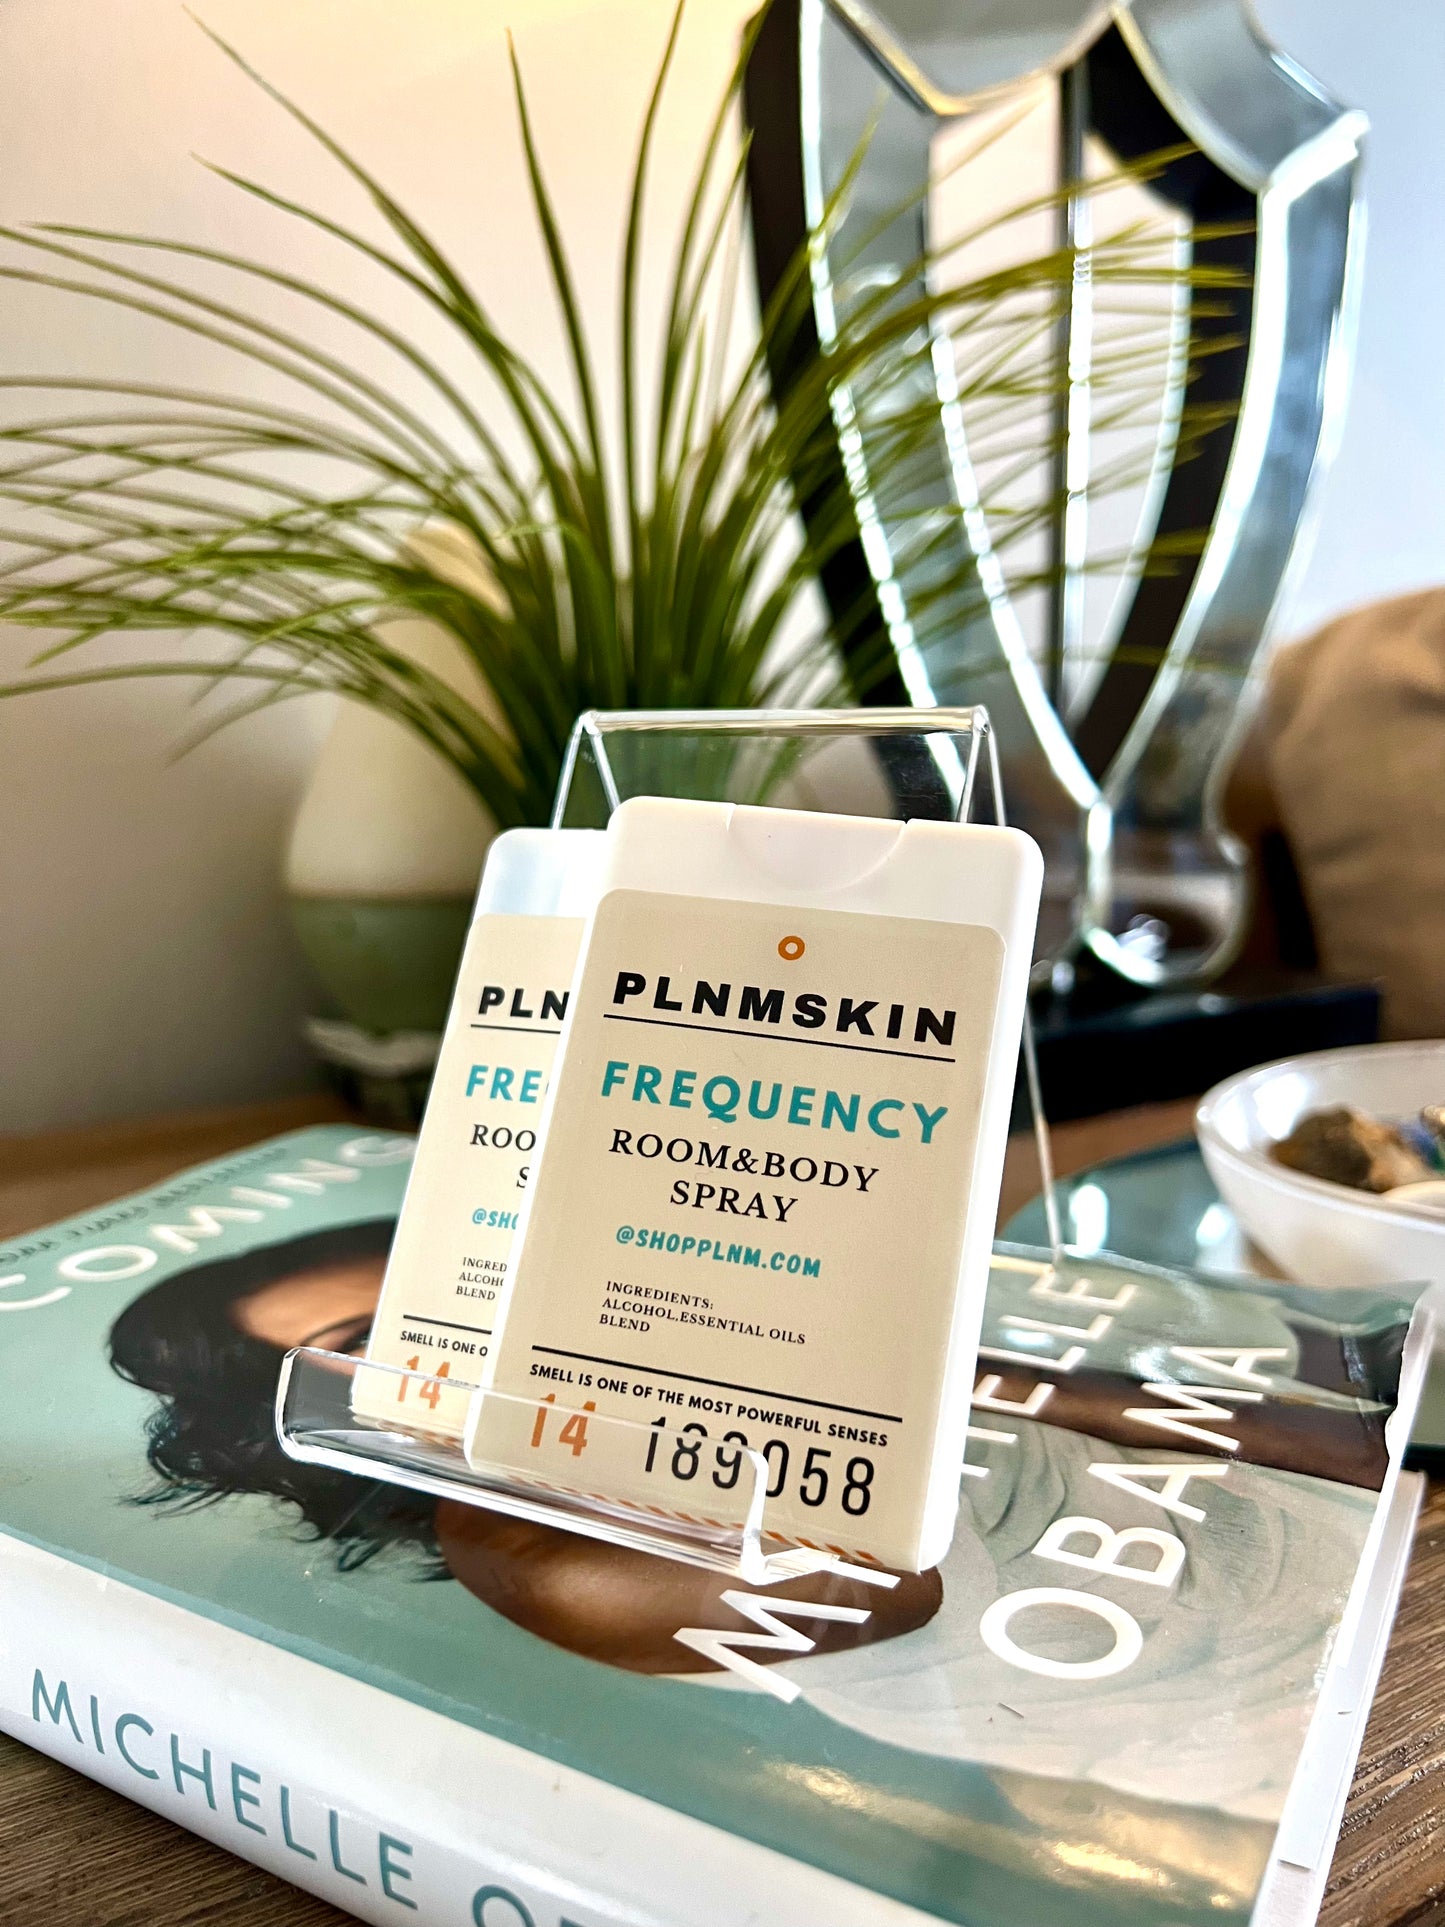 PLNMSKIN
FREQUENCY
ROOM&BODY
SPRAY
@SHOPPLNM.COM
INGREDIENTS:
ALCOHOL,ESSENTIAL OILS
BLEND
SMELL IS ONE OF THE MOST POWERFUL SENSES
14 189058
PLN
FRE
ROO
S
@SHO
INGRED
ALCOHO
BLEND
SMELL IS ONE O
14
COMING
MICHELLE
OBAMA
MICHELLE O